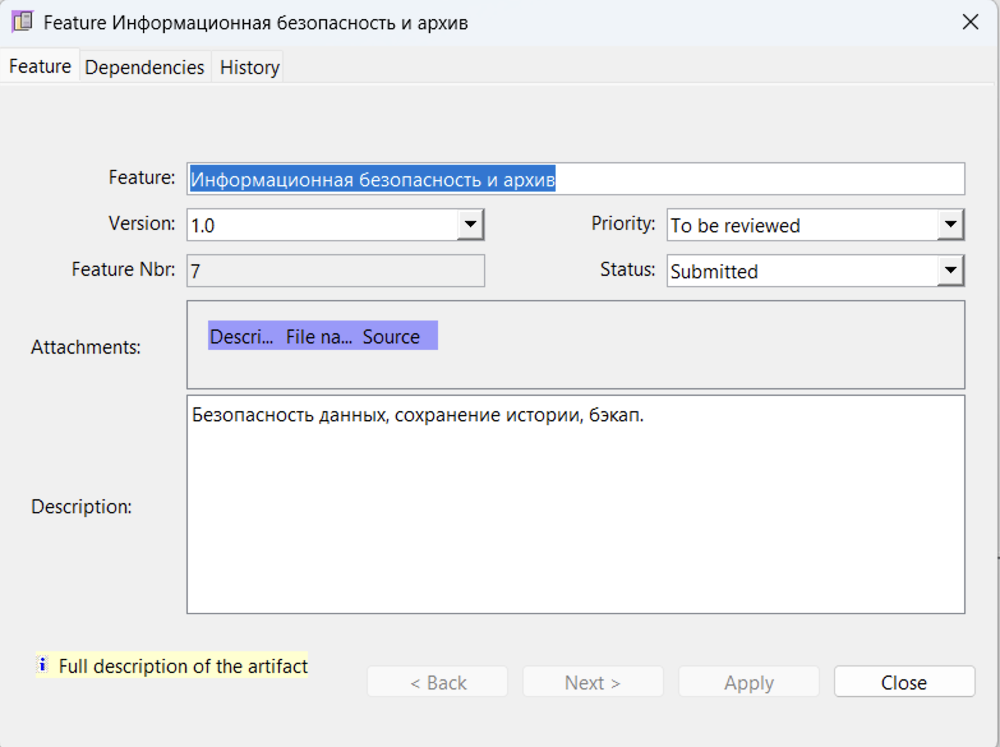 Feature Информационная безопасность и архив
Feature Dependencies History
Feature: Информационная безопасность и архив
Version: 1.0 Priority: To be reviewed
Feature Nbr: 7 Status: Submitted
Attachments: Descri... File na... Source
Description: Безопасность данных, сохранение истории, бэкап.
i Full description of the artifact
< Back Next > Apply Close